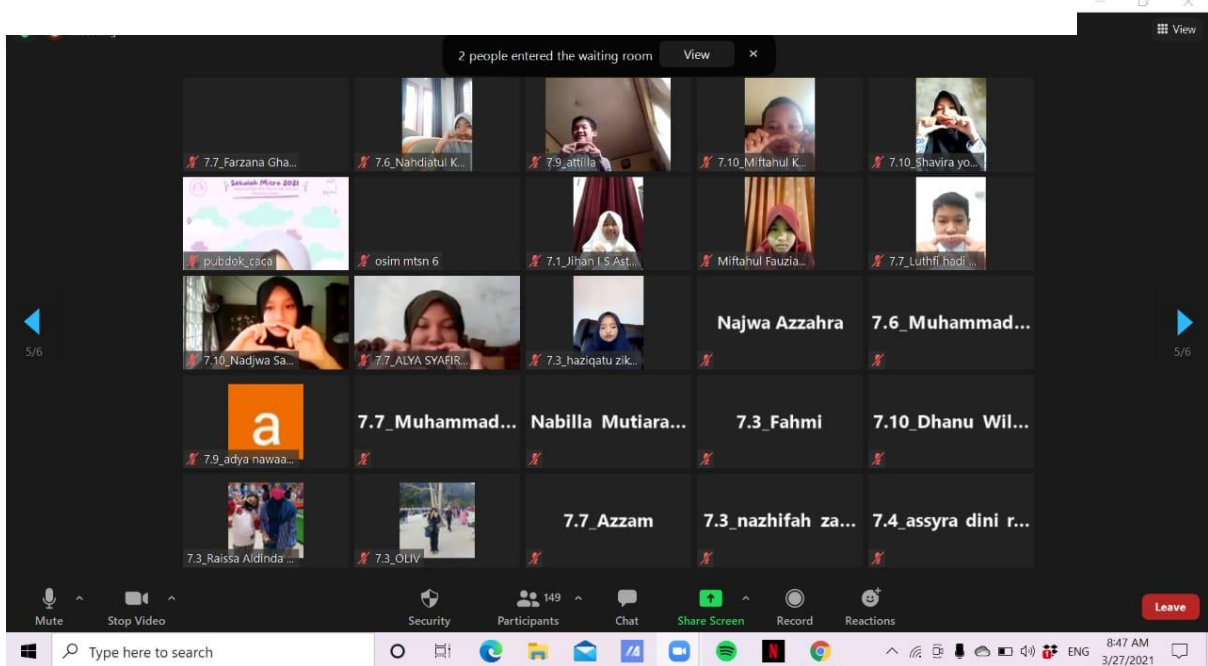 View
2 people entered the waiting room View ×
7.7_Farzana Gha...
7.6_Nahdiatul K...
7.9_attilla
7.10_Miftahul K...
7.10_Shavira yo...
Sekolah Mitra 2021
pubdok_caca
osim mtsn 6
7.1_Jihan I S Ast...
Miftahul Fauzia...
7.7_Luthfi hadi ...
7.10_Nadjwa Sa...
7.7_ALYA SYAFIR...
7.3_haziqatu zik...
Najwa Azzahra
7.6_Muhammad...
5/6
5/6
a
7.9_adya nawaa...
7.7_Muhammad...
Nabilla Mutiara...
7.3_Fahmi
7.10_Dhanu Wil...
7.3_Raissa Aldinda ...
7.3_OLIV
7.7_Azzam
7.3_nazhifah za...
7.4_assyra dini r...
Mute
Stop Video
Security
149
Participants
Chat
Share Screen
Record
Reactions
Leave
Type here to search
N
ENG
8:47 AM
3/27/2021